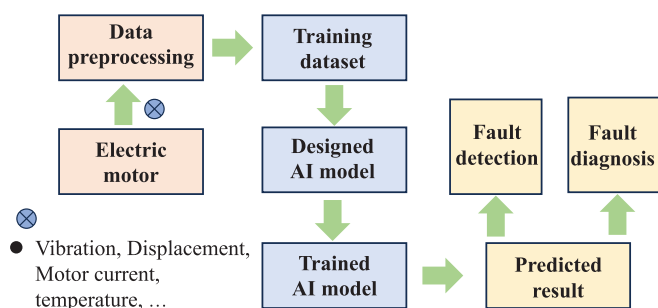 Data
preprocessing
Training
dataset
Electric
motor
Designed
AI model
Fault
detection
Fault
diagnosis
Vibration, Displacement,
Motor current,
temperature, …
Trained
AI model
Predicted
result